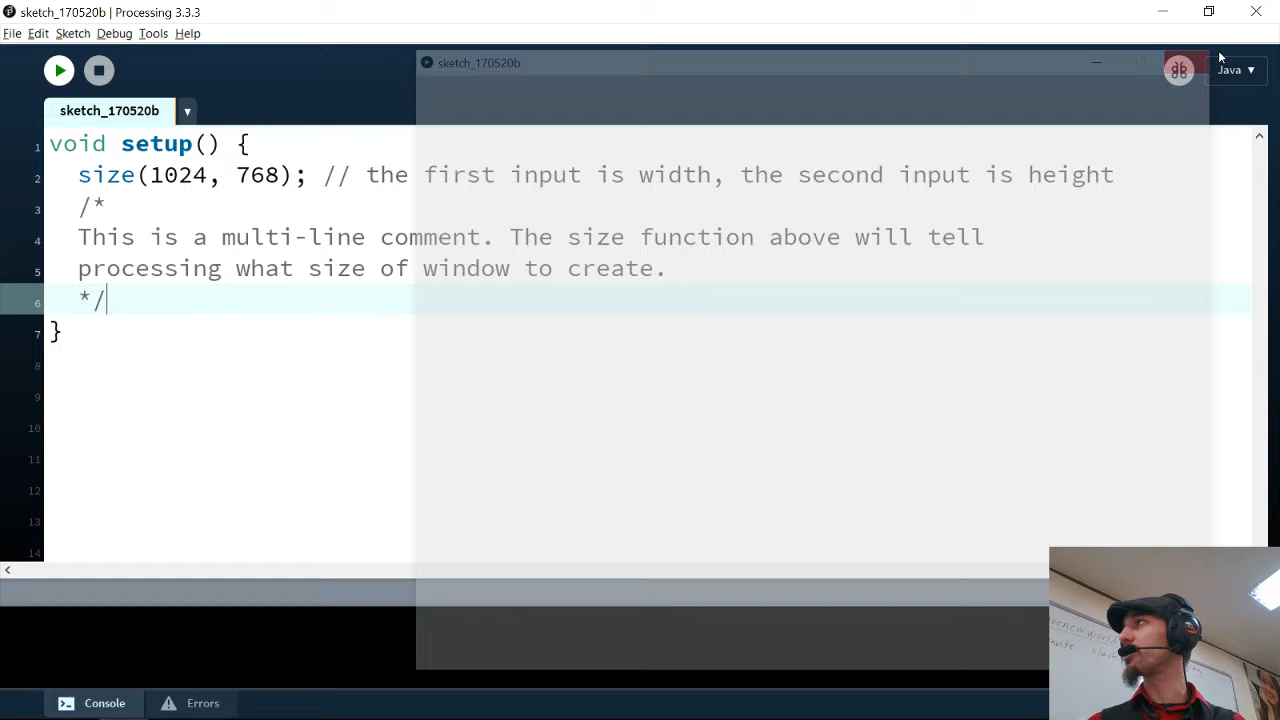 sketch_170520b | Processing 3.3.3
File Edit Sketch Debug Tools Help
sketch_170520b
Java ▼
sketch_170520b ▼
1 void setup() {
2 size(1024, 768); // the first input is width, the second input is height
3 /*
4 This is a multi-line comment. The size function above will tell
5 processing what size of window to create.
6 */
7 }
8
9
10
11
12
13
14
Console Errors